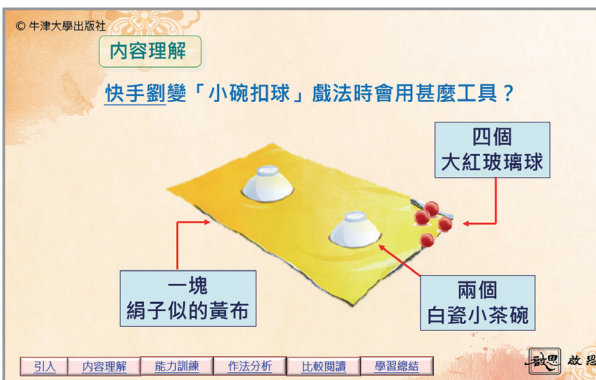 © 牛津大學出版社
內容理解
快手劉變「小碗扣球」戲法時會用甚麼工具？
四個
大紅玻璃球
一塊
絹子似的黃布
兩個
白瓷小茶碗
引入 內容理解 能力訓練 作法分析 比較閱讀 學習總結
啟思 啟思